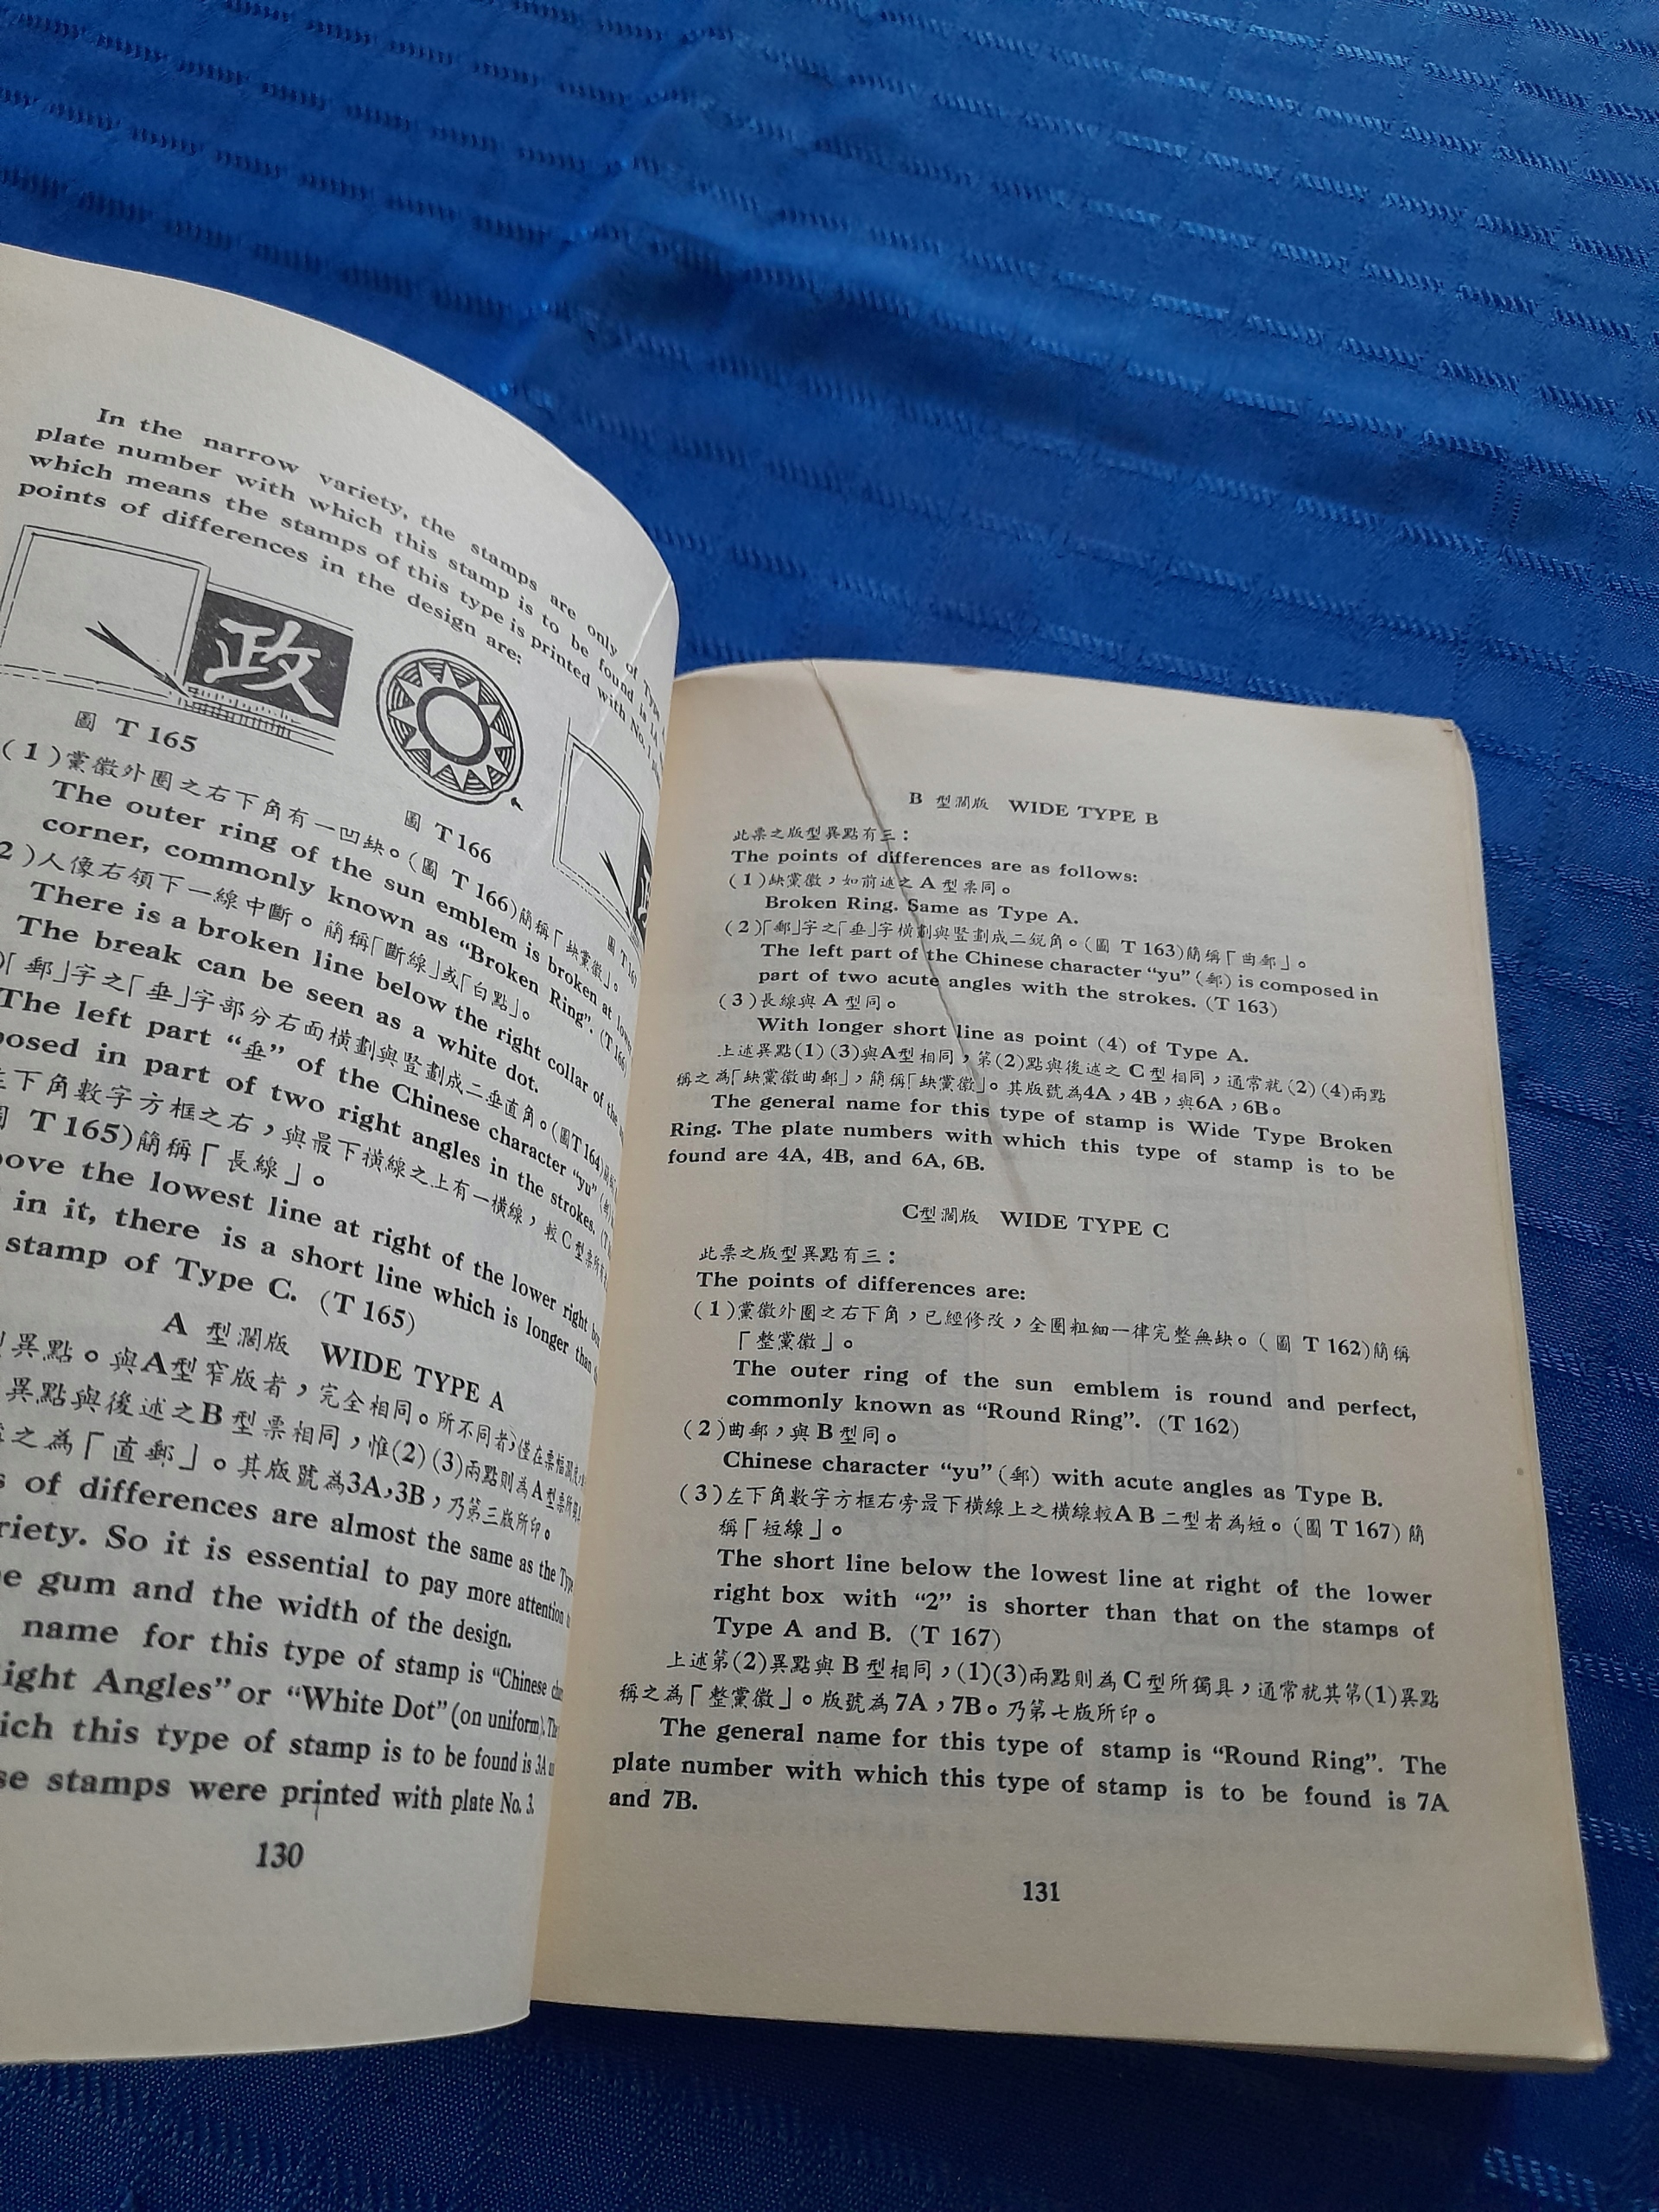 In the narrow variety, the stamps are only of Type
plate number with which this stamp is to be found is 1A
which means the stamps of this type is printed with No. 1
points of differences in the design are:
政
圖 T 165
圖 T 166
(1)黨徽外圈之右下角有一凹缺。(圖 T 166)簡稱「缺黨徽」。
The outer ring of the sun emblem is broken at lower
corner, commonly known as “Broken Ring”. (T 166)
2)人像右領下一線中斷。簡稱「斷線」或「白點」。
There is a broken line below the right collar of the
The break can be seen as a white dot.
)「郵」字之「垂」字部分右面橫劃與豎劃成二垂直角。(圖T 164)
The left part “垂” of the Chinese character “yu” (郵)
posed in part of two right angles in the strokes.
左下角數字方框之右，與最下橫線之上有一橫線，較C型票所
圖 T 165)簡稱「長線」。
bove the lowest line at right of the lower right
in it, there is a short line which is longer than
stamp of Type C. (T 165)
A 型濶版 WIDE TYPE A
異點。與A型窄版者，完全相同。所不同者，僅在票幅濶度
異點與後述之B型票相同，惟(2)(3)兩點則為A型票所
之為「直郵」。其版號為3A，3B，乃第三版所印。
s of differences are almost the same as the Type
riety. So it is essential to pay more attention
e gum and the width of the design.
name for this type of stamp is “Chinese
ight Angles” or “White Dot” (on uniform).
ich this type of stamp is to be found is 3A
se stamps were printed with plate No. 3.
130
B 型濶版 WIDE TYPE B
此票之版型異點有三：
The points of differences are as follows:
(1)缺黨徽，如前述之 A 型票同。
Broken Ring. Same as Type A.
(2)「郵」字之「垂」字橫劃與豎劃成二銳角。(圖 T 163)簡稱「曲郵」。
The left part of the Chinese character “yu” (郵) is composed in
part of two acute angles with the strokes. (T 163)
(3)長線與 A 型同。
With longer short line as point (4) of Type A.
上述異點(1)(3)與A型相同，第(2)點與後述之 C 型相同，通常就(2)(4)兩點
稱之為「缺黨徽曲郵」，簡稱「缺黨徽」。其版號為4A，4B，與6A，6B。
The general name for this type of stamp is Wide Type Broken
Ring. The plate numbers with which this type of stamp is to be
found are 4A, 4B, and 6A, 6B.
C型濶版 WIDE TYPE C
此票之版型異點有三：
The points of differences are:
(1)黨徽外圈之右下角，已經修改，全圈粗細一律完整無缺。(圖 T 162)簡稱
「整黨徽」。
The outer ring of the sun emblem is round and perfect,
commonly known as “Round Ring”. (T 162)
(2)曲郵，與B型同。
Chinese character “yu” (郵) with acute angles as Type B.
(3)左下角數字方框右旁最下橫線上之橫線較A B 二型者為短。(圖 T 167) 簡
稱「短線」。
The short line below the lowest line at right of the lower
right box with “2” is shorter than that on the stamps of
Type A and B. (T 167)
上述第(2)異點與 B 型相同，(1)(3)兩點則為 C 型所獨具，通常就其第(1)異點
稱之為「整黨徽」。版號為 7A，7B。乃第七版所印。
The general name for this type of stamp is “Round Ring”. The
plate number with which this type of stamp is to be found is 7A
and 7B.
131